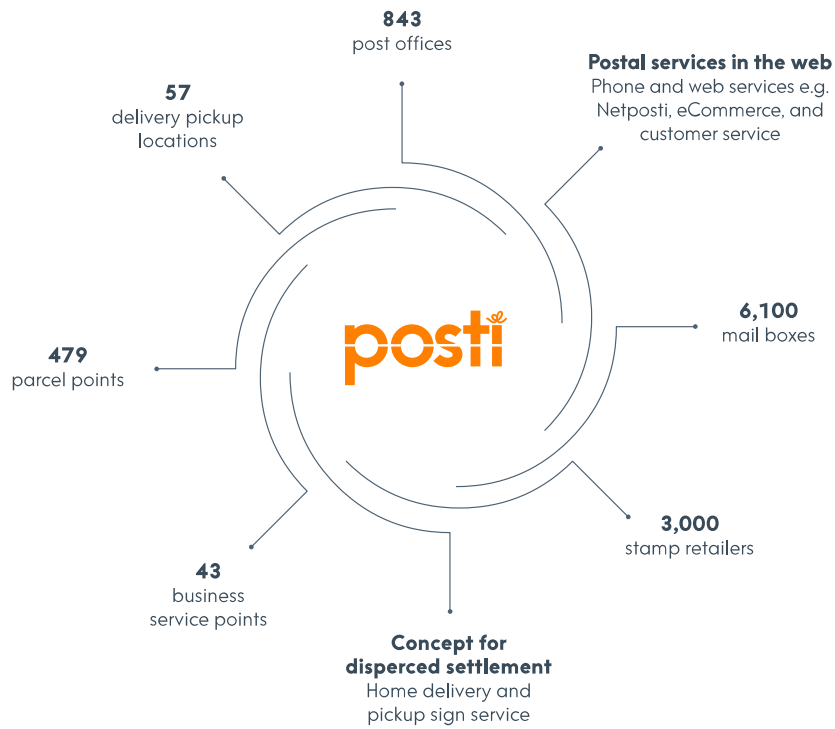 843
post offices
Postal services in the web
Phone and web services e.g.
Netposti, eCommerce, and
customer service
57
delivery pickup
locations
6,100
mail boxes
posti
479
parcel points
3,000
stamp retailers
43
business
service points
Concept for
disperced settlement
Home delivery and
pickup sign service